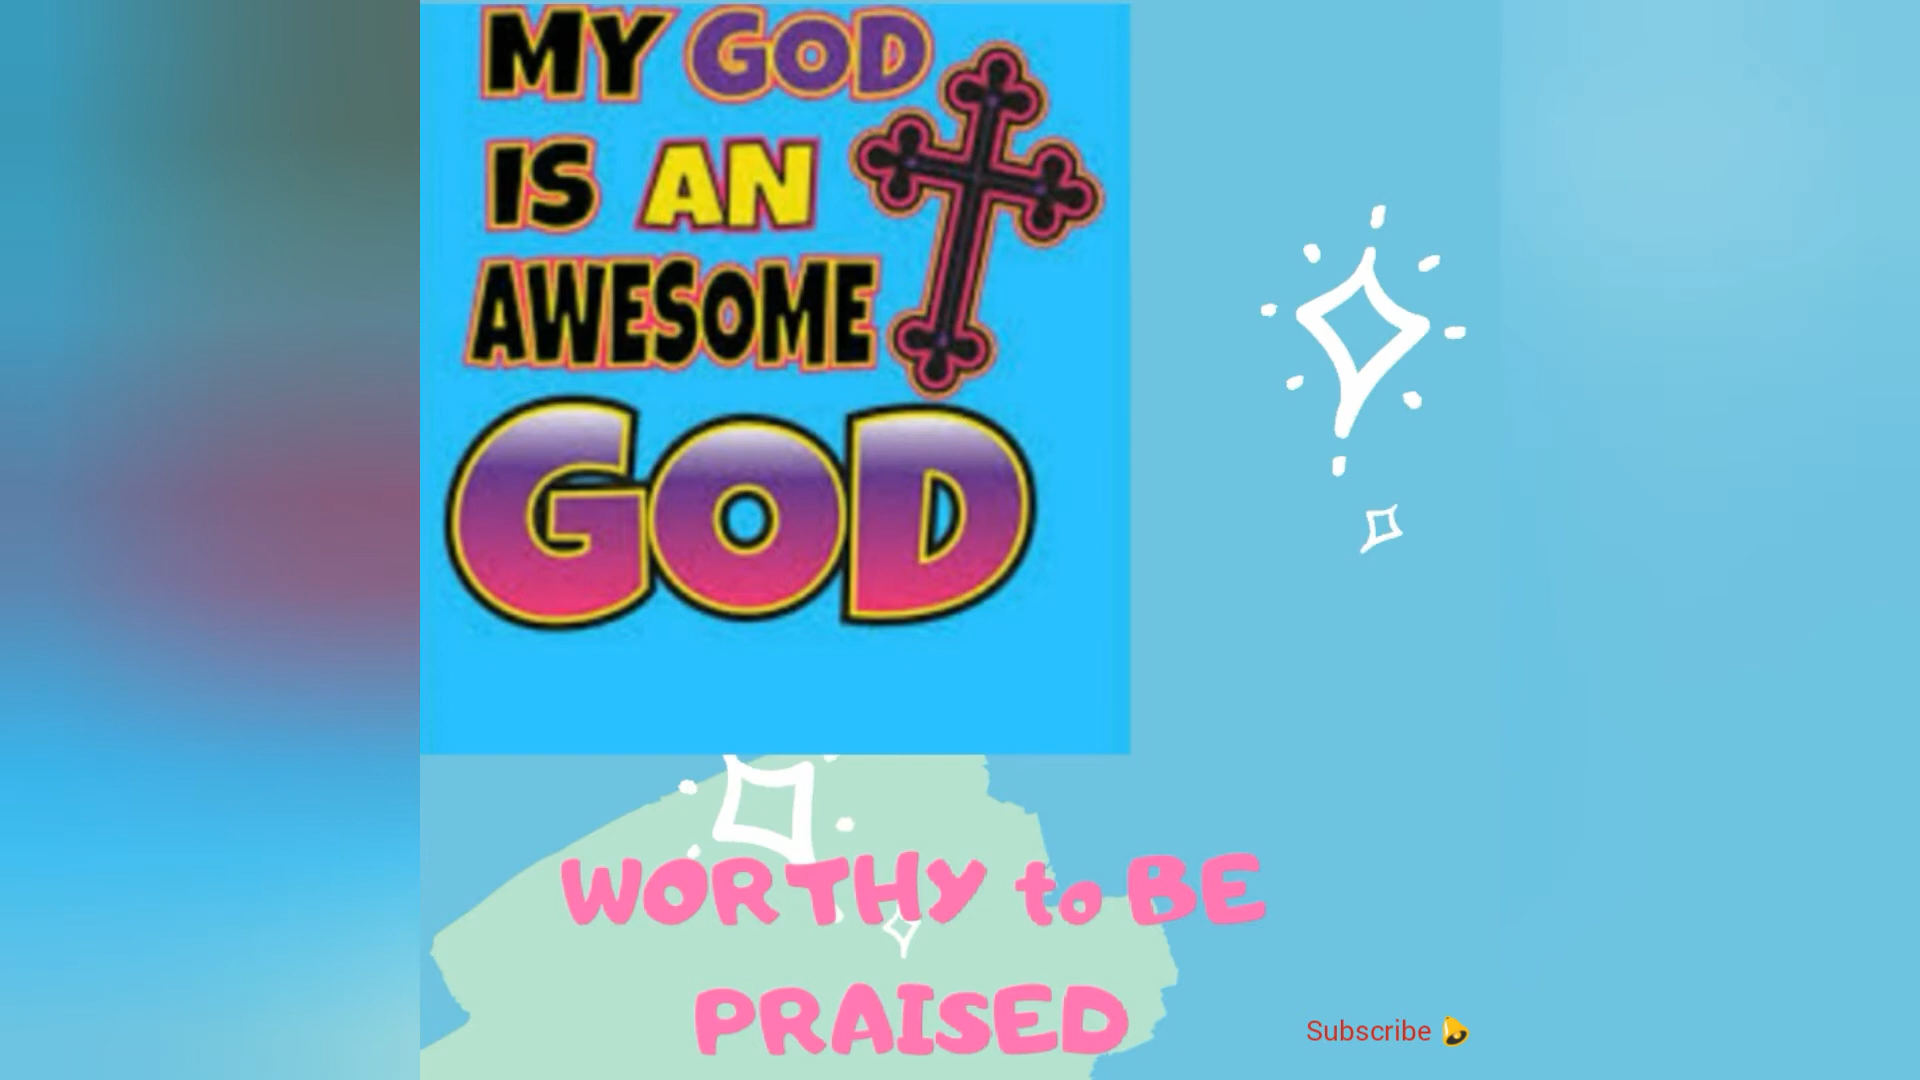 MY GOD
IS AN
AWESOME
GOD
WORTHY to BE
PRAISED
Subscribe